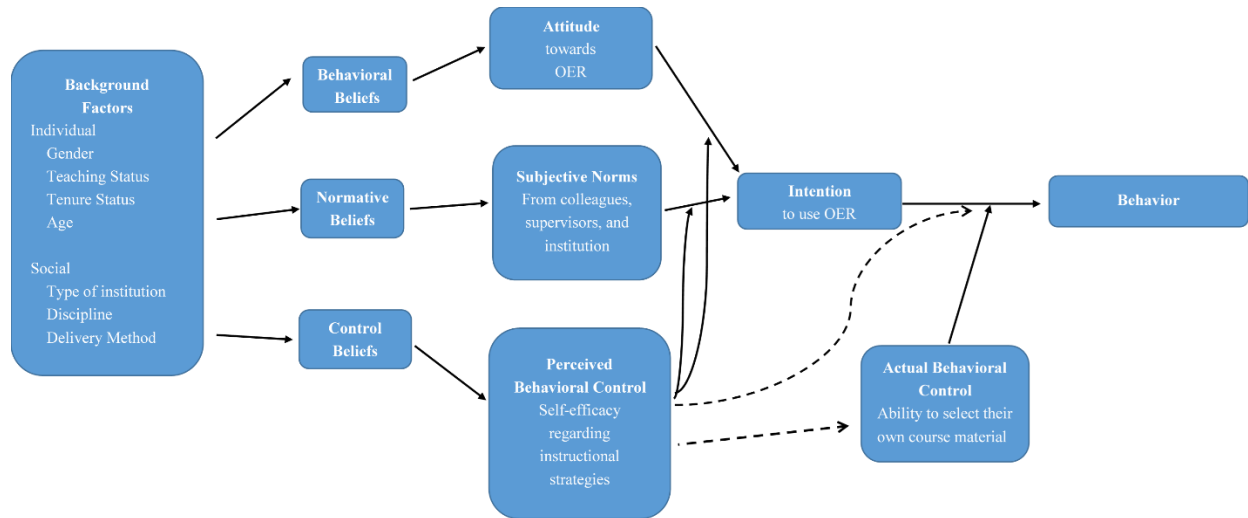 Background
Factors
Individual
Gender
Teaching Status
Tenure Status
Age
Social
Type of institution
Discipline
Delivery Method
Behavioral
Beliefs
Normative
Beliefs
Control
Beliefs
Attitude
towards
OER
Subjective Norms
From colleagues,
supervisors, and
institution
Perceived
Behavioral Control
Self-efficacy
regarding
instructional
strategies
Intention
to use OER
Actual Behavioral
Control
Ability to select their
own course material
Behavior